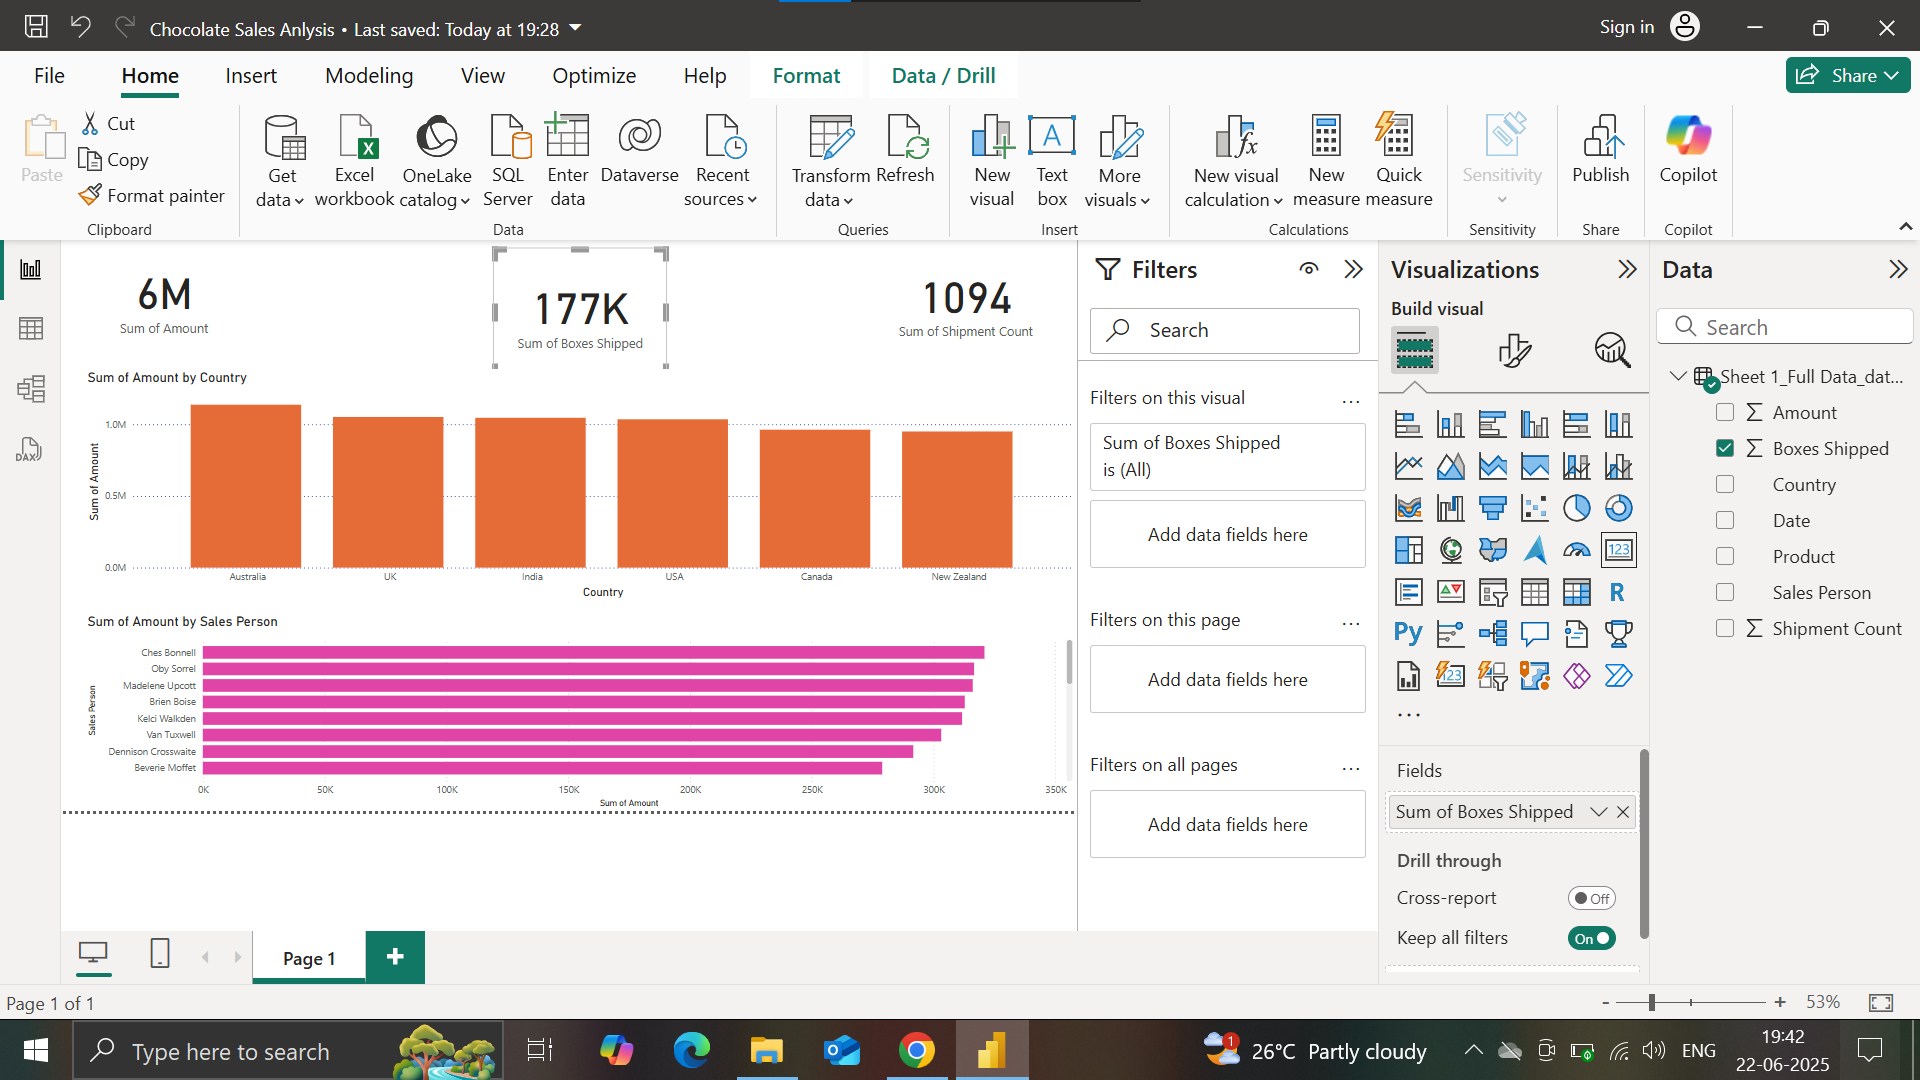 Chocolate Sales Anlysis • Last saved: Today at 19:28
Sign in
File
Home
Insert
Modeling
View
Optimize
Help
Format
Data / Drill
Share
Paste
Cut
Copy
Format painter
Clipboard
Get data
Excel workbook
OneLake catalog
SQL Server
Enter data
Dataverse
Recent sources
Data
Transform data
Refresh
Queries
New visual
Text box
More visuals
Insert
New visual calculation
New measure
Quick measure
Calculations
Sensitivity
Sensitivity
Publish
Share
Copilot
Copilot
DAX
6M
Sum of Amount
177K
Sum of Boxes Shipped
1094
Sum of Shipment Count
Sum of Amount by Country
Sum of Amount
1.0M
0.5M
0.0M
Australia
UK
India
USA
Canada
New Zealand
Country
Sum of Amount by Sales Person
Sales Person
Ches Bonnell
Oby Sorrel
Madelene Upcott
Brien Boise
Kelci Walkden
Van Tuxwell
Dennison Crosswaite
Beverie Moffet
0K
50K
100K
150K
200K
250K
300K
350K
Sum of Amount
Filters
Search
Filters on this visual
...
Sum of Boxes Shipped
is (All)
Add data fields here
Filters on this page
...
Add data fields here
Filters on all pages
...
Add data fields here
Visualizations
Build visual
123
R
Py
123
...
Fields
Sum of Boxes Shipped
Drill through
Cross-report
Off
Keep all filters
On
Data
Search
Sheet 1_Full Data_dat...
Σ Amount
Σ Boxes Shipped
Country
Date
Product
Sales Person
Σ Shipment Count
Page 1
+
Page 1 of 1
- + 53%
Type here to search
1
26°C Partly cloudy
ENG
19:42
22-06-2025